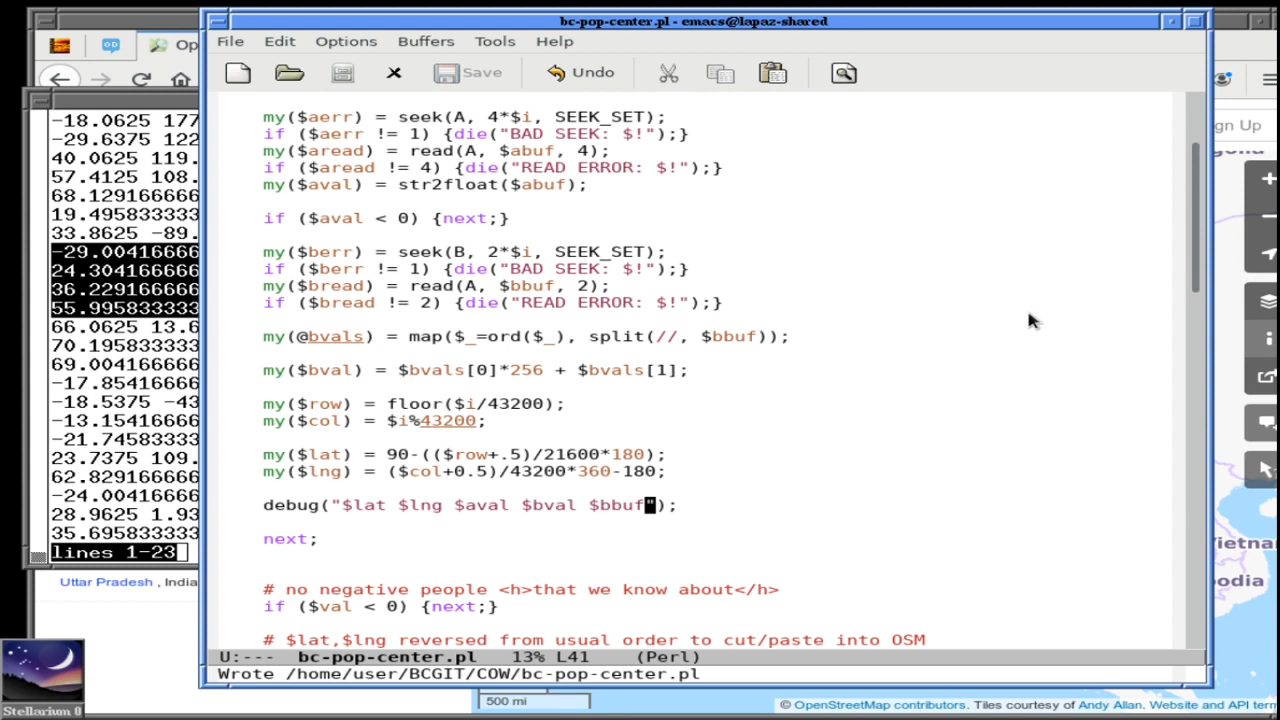 bc-pop-center.pl - emacs@lapaz-shared
File Edit Options Buffers Tools Help
Save Undo
my($aerr) = seek(A, 4*$i, SEEK_SET);
if ($aerr != 1) {die("BAD SEEK: $!");}
my($aread) = read(A, $abuf, 4);
if ($aread != 4) {die("READ ERROR: $!");}
my($aval) = str2float($abuf);
if ($aval < 0) {next;}
my($berr) = seek(B, 2*$i, SEEK_SET);
if ($berr != 1) {die("BAD SEEK: $!");}
my($bread) = read(A, $bbuf, 2);
if ($bread != 2) {die("READ ERROR: $!");}
my(@bvals) = map($_=ord($_), split(//, $bbuf));
my($bval) = $bvals[0]*256 + $bvals[1];
my($row) = floor($i/43200);
my($col) = $i%43200;
my($lat) = 90-(($row+.5)/21600*180);
my($lng) = ($col+0.5)/43200*360-180;
debug("$lat $lng $aval $bval $bbuf");
next;
# no negative people <h>that we know about</h>
if ($val < 0) {next;}
# $lat,$lng reversed from usual order to cut/paste into OSM
U:--- bc-pop-center.pl 13% L41 (Perl)
Wrote /home/user/BCGIT/COW/bc-pop-center.pl
Op
-18.0625 177
-29.6375 122
40.0625 119.
57.4125 108.
68.129166666
19.495833333
33.8625 -89.
-29.00416666
24.304166666
36.229166666
55.995833333
66.0625 13.6
70.195833333
69.004166666
-17.85416666
-18.5375 -43
-13.15416666
-21.74583333
23.7375 109.
62.829166666
-24.00416666
28.9625 1.93
35.695833333
lines 1-23
Uttar Pradesh, India
Stellarium 0
gn Up
ietna
odia
500 mi
© OpenStreetMap contributors. Tiles courtesy of Andy Allan. Website and API term